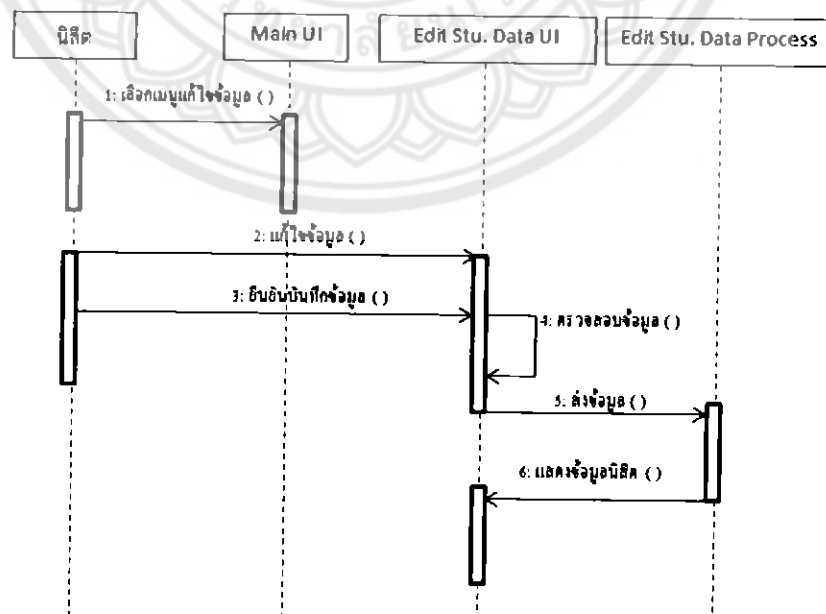 นิสิต
Main UI
Edit Stu. Data UI
Edit Stu. Data Process
1: เลือกเมนูแก้ไขข้อมูล ( )
2: แก้ไขข้อมูล ( )
3: ยืนยันบันทึกข้อมูล ( )
4: ตรวจสอบข้อมูล ( )
5: ส่งข้อมูล ( )
6: แสดงข้อมูลนิสิต ( )